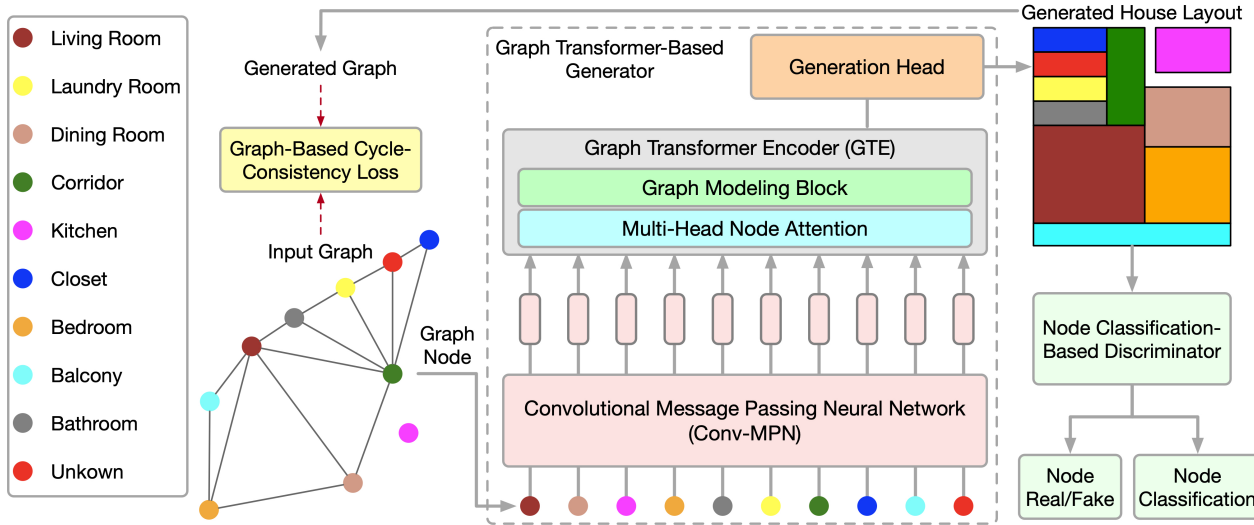 Living Room
Laundry Room
Dining Room
Corridor
Kitchen
Closet
Bedroom
Balcony
Bathroom
Unkown
Generated Graph
Graph-Based Cycle-
Consistency Loss
Input Graph
Graph
Node
Graph Transformer-Based
Generator
Generation Head
Graph Transformer Encoder (GTE)
Graph Modeling Block
Multi-Head Node Attention
Convolutional Message Passing Neural Network
(Conv-MPN)
Generated House Layout
Node Classification-
Based Discriminator
Node
Real/Fake
Node
Classification